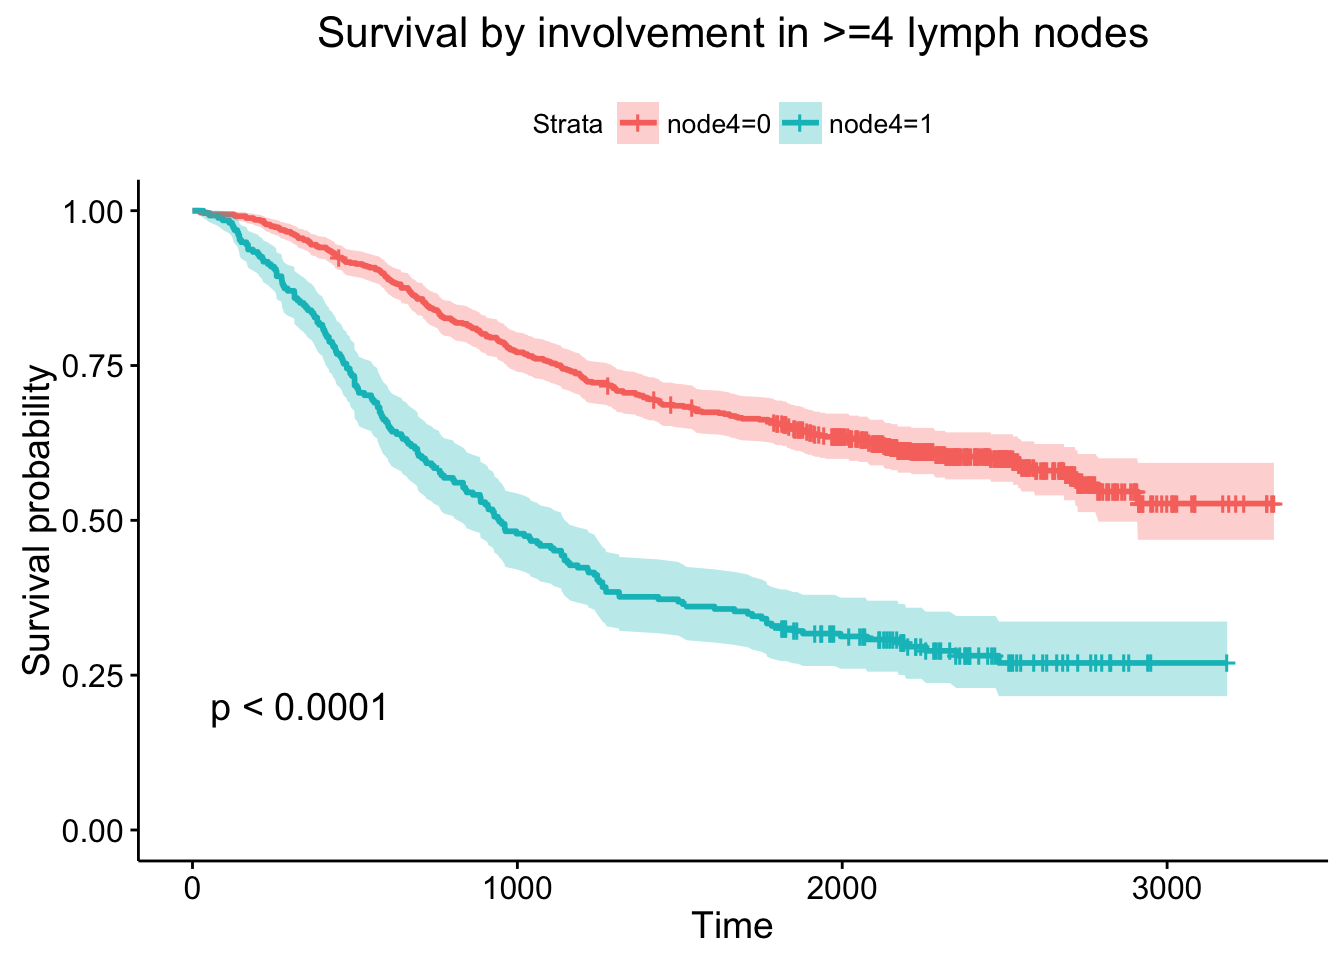 Survival by involvement in >=4 lymph nodes
Strata node4=0 node4=1
Survival probability
1.00
0.75
0.50
0.25
0.00
p < 0.0001
0 1000 2000 3000
Time